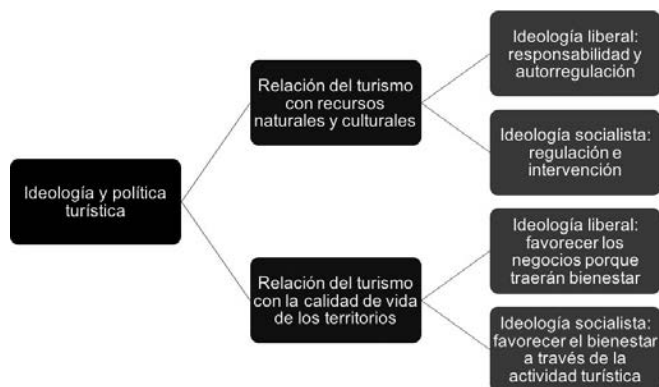 Ideología y política
turística
Relación del turismo
con recursos
naturales y culturales
Ideología liberal:
responsabilidad y
autorregulación
Ideología socialista:
regulación e
intervención
Relación del turismo
con la calidad de vida
de los territorios
Ideología liberal:
favorecer los
negocios porque
traerán bienestar
Ideología socialista:
favorecer el bienestar
a través de la
actividad turística